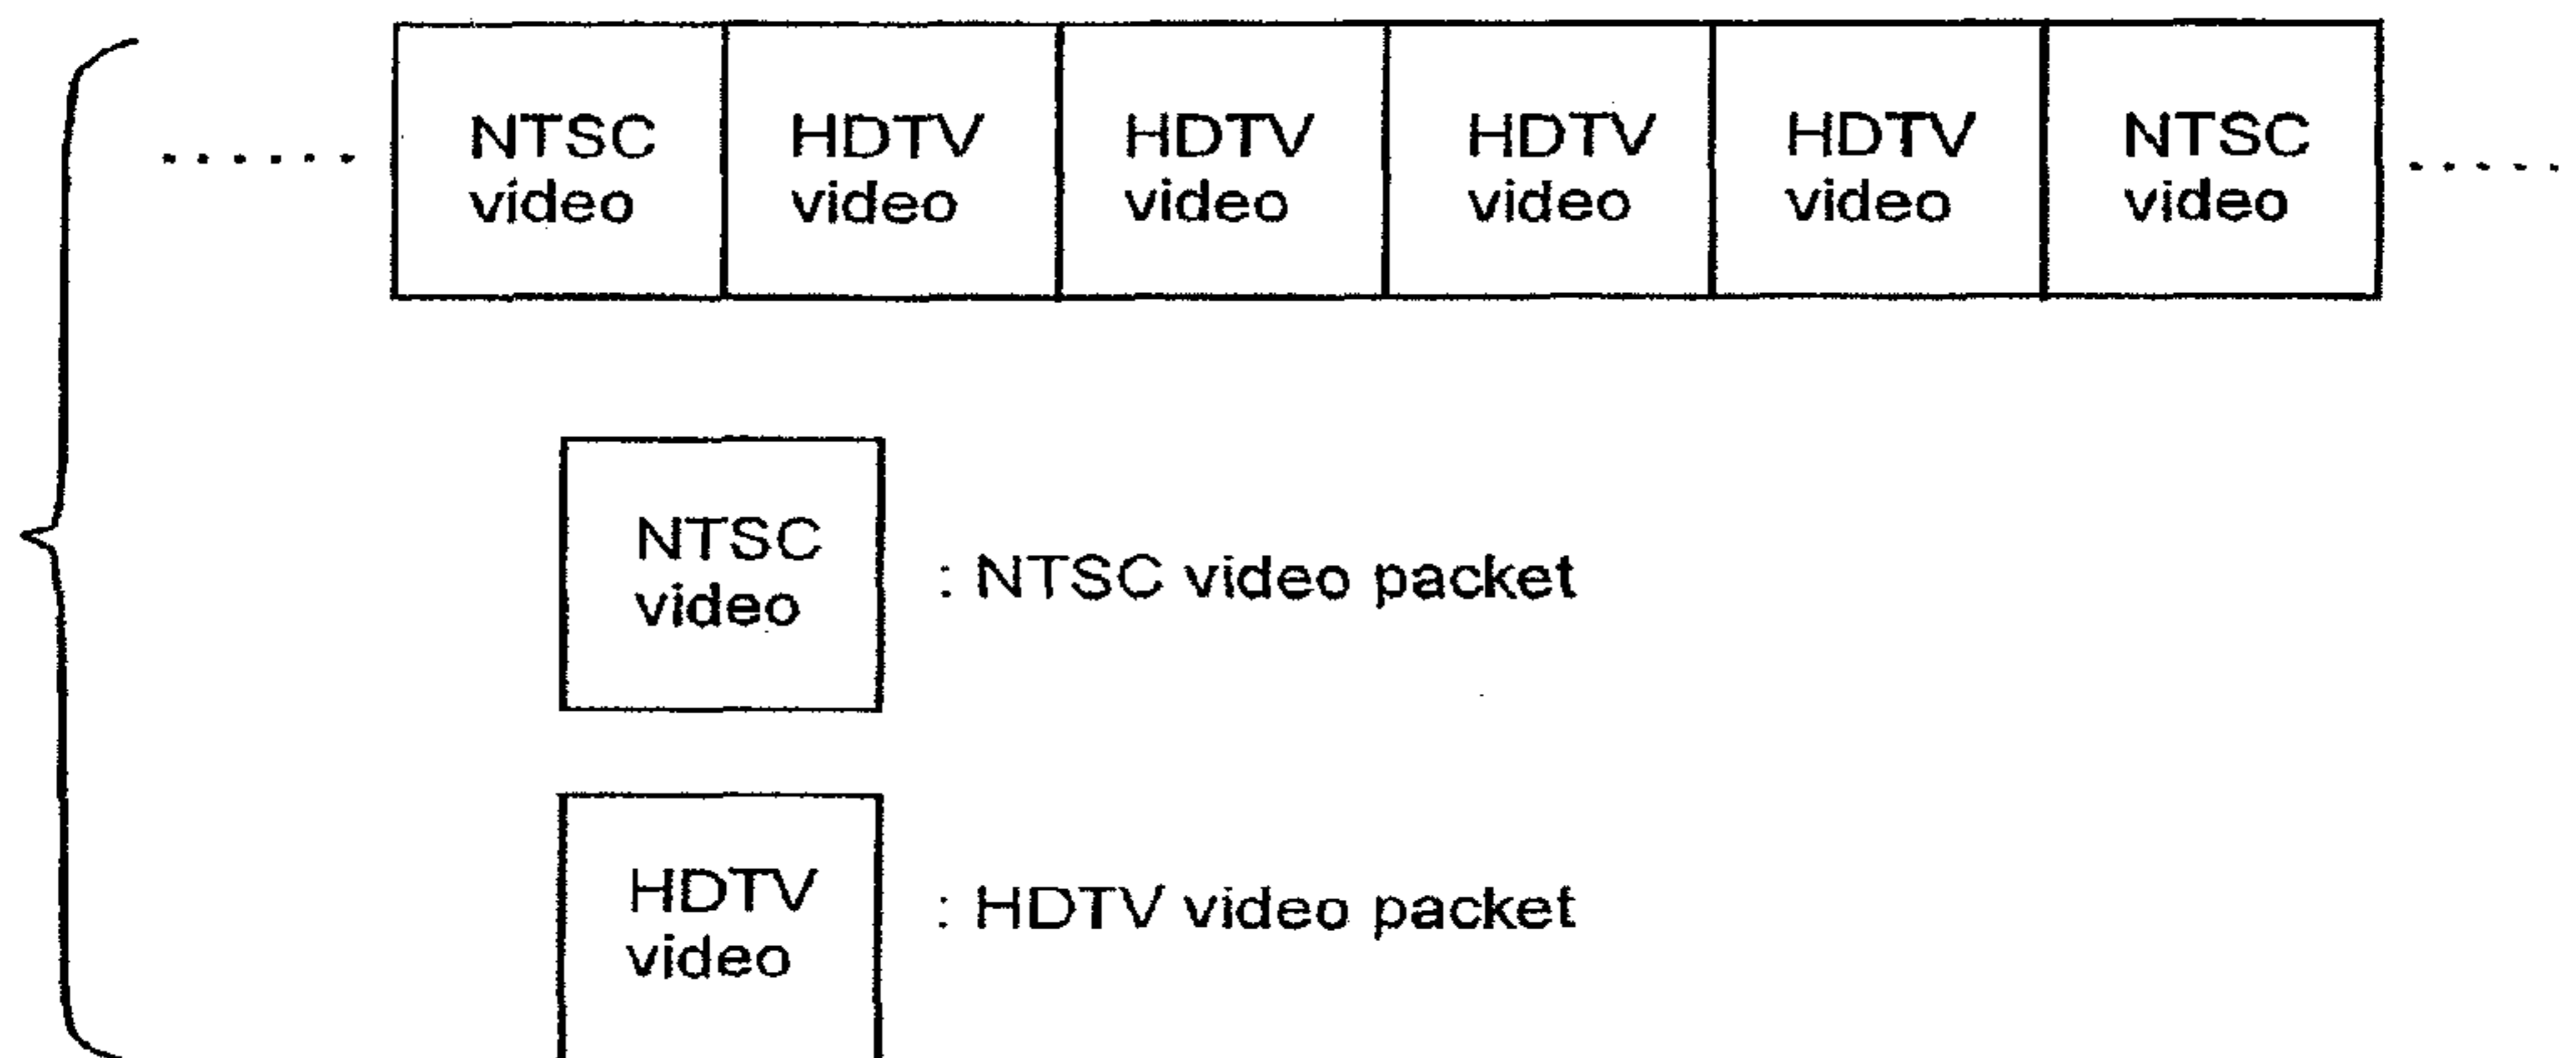 ...... NTSC HDTV HDTV HDTV HDTV NTSC .....
video video video video video video
NTSC
video
: NTSC video packet
HDTV
video
: HDTV video packet